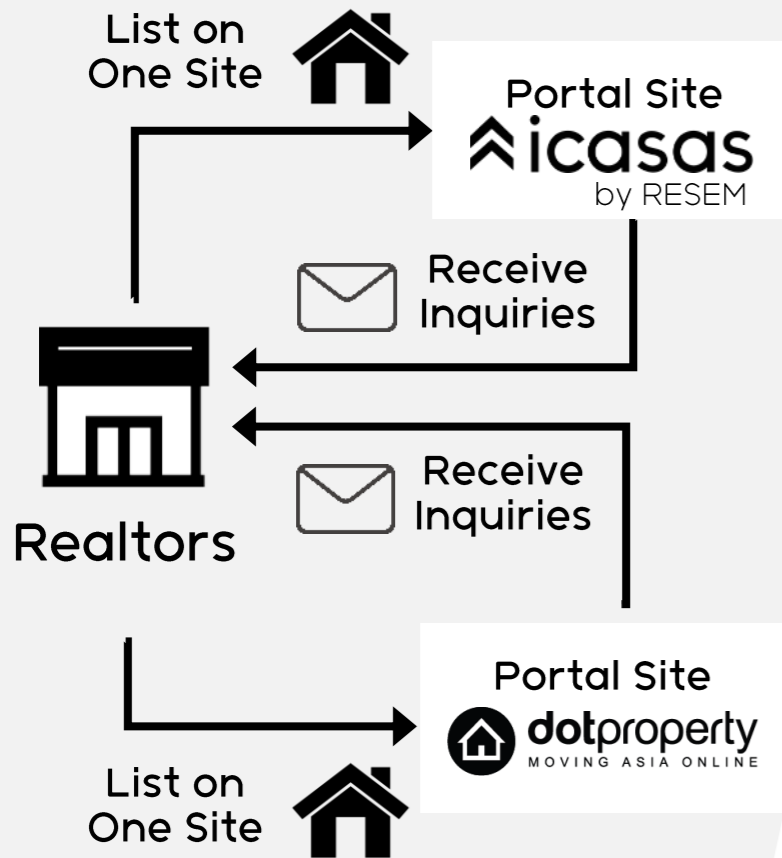 List on
One Site
Portal Site
icasas
by RESEM
Receive
Inquiries
Receive
Inquiries
Realtors
Portal Site
dotproperty
MOVING ASIA ONLINE
List on
One Site